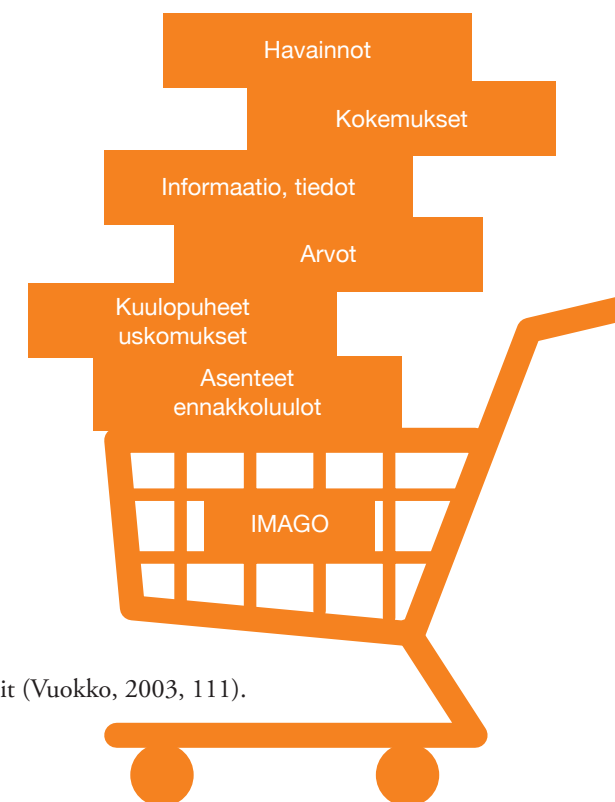 Havainnot
Kokemukset
Informaatio, tiedot
Arvot
Kuulopuheet
uskomukset
Asenteet
ennakkoluulot
IMAGO
it (Vuokko, 2003, 111).